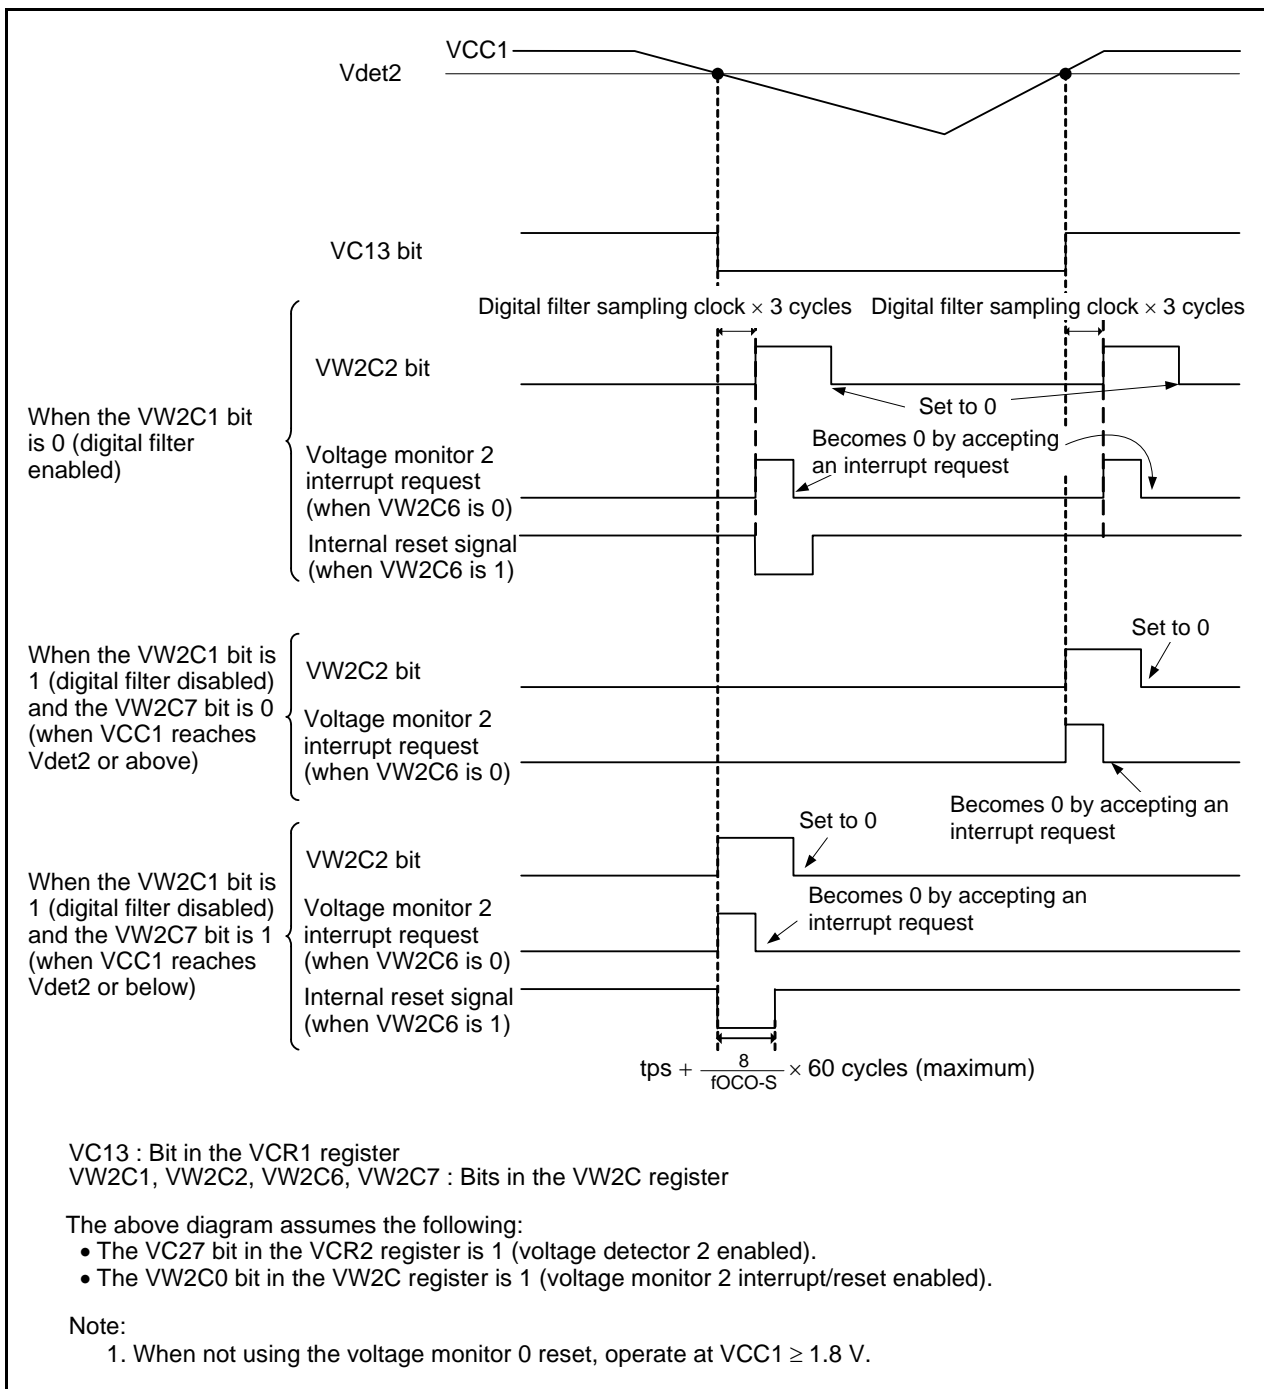 VCC1
Vdet2
VC13 bit
Digital filter sampling clock × 3 cycles
Digital filter sampling clock × 3 cycles
When the VW2C1 bit
is 0 (digital filter
enabled)
VW2C2 bit
Set to 0
Voltage monitor 2
interrupt request
(when VW2C6 is 0)
Becomes 0 by accepting
an interrupt request
Internal reset signal
(when VW2C6 is 1)
When the VW2C1 bit is
1 (digital filter disabled)
and the VW2C7 bit is 0
(when VCC1 reaches
Vdet2 or above)
VW2C2 bit
Set to 0
Voltage monitor 2
interrupt request
(when VW2C6 is 0)
Becomes 0 by accepting an
interrupt request
When the VW2C1 bit is
1 (digital filter disabled)
and the VW2C7 bit is 1
(when VCC1 reaches
Vdet2 or below)
VW2C2 bit
Set to 0
Voltage monitor 2
interrupt request
(when VW2C6 is 0)
Becomes 0 by accepting an
interrupt request
Internal reset signal
(when VW2C6 is 1)
tps + 8/fOCO-S × 60 cycles (maximum)
VC13 : Bit in the VCR1 register
VW2C1, VW2C2, VW2C6, VW2C7 : Bits in the VW2C register
The above diagram assumes the following:
• The VC27 bit in the VCR2 register is 1 (voltage detector 2 enabled).
• The VW2C0 bit in the VW2C register is 1 (voltage monitor 2 interrupt/reset enabled).
Note:
1. When not using the voltage monitor 0 reset, operate at VCC1 ≥ 1.8 V.